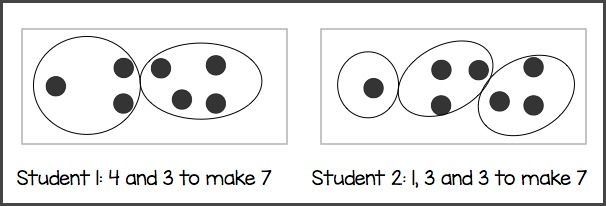 Student 1: 4 and 3 to make 7
Student 2: 1, 3 and 3 to make 7